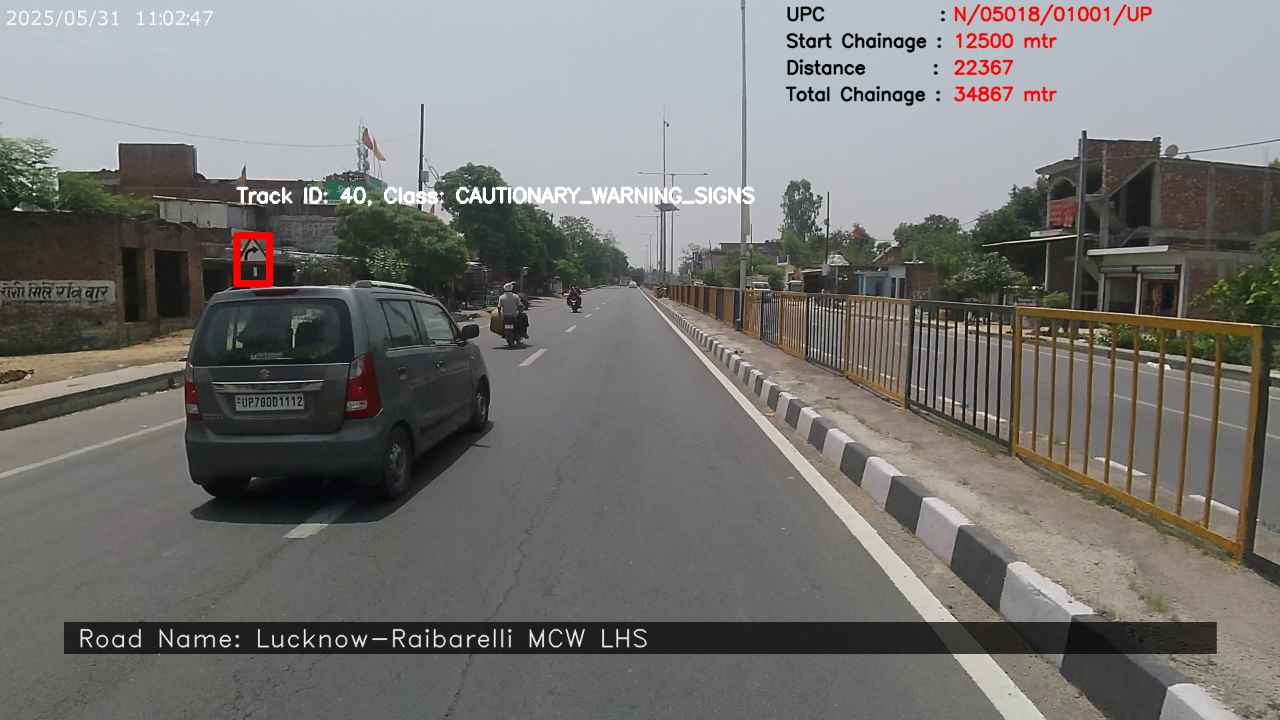 2025/05/31 11:02:47
UPC : N/05018/01001/UP
Start Chainage : 12500 mtr
Distance : 22367
Total Chainage : 34867 mtr
Track ID: 40, Class: CAUTIONARY_WARNING_SIGNS
UP78DD1112
Road Name: Lucknow-Raibarelli MCW LHS